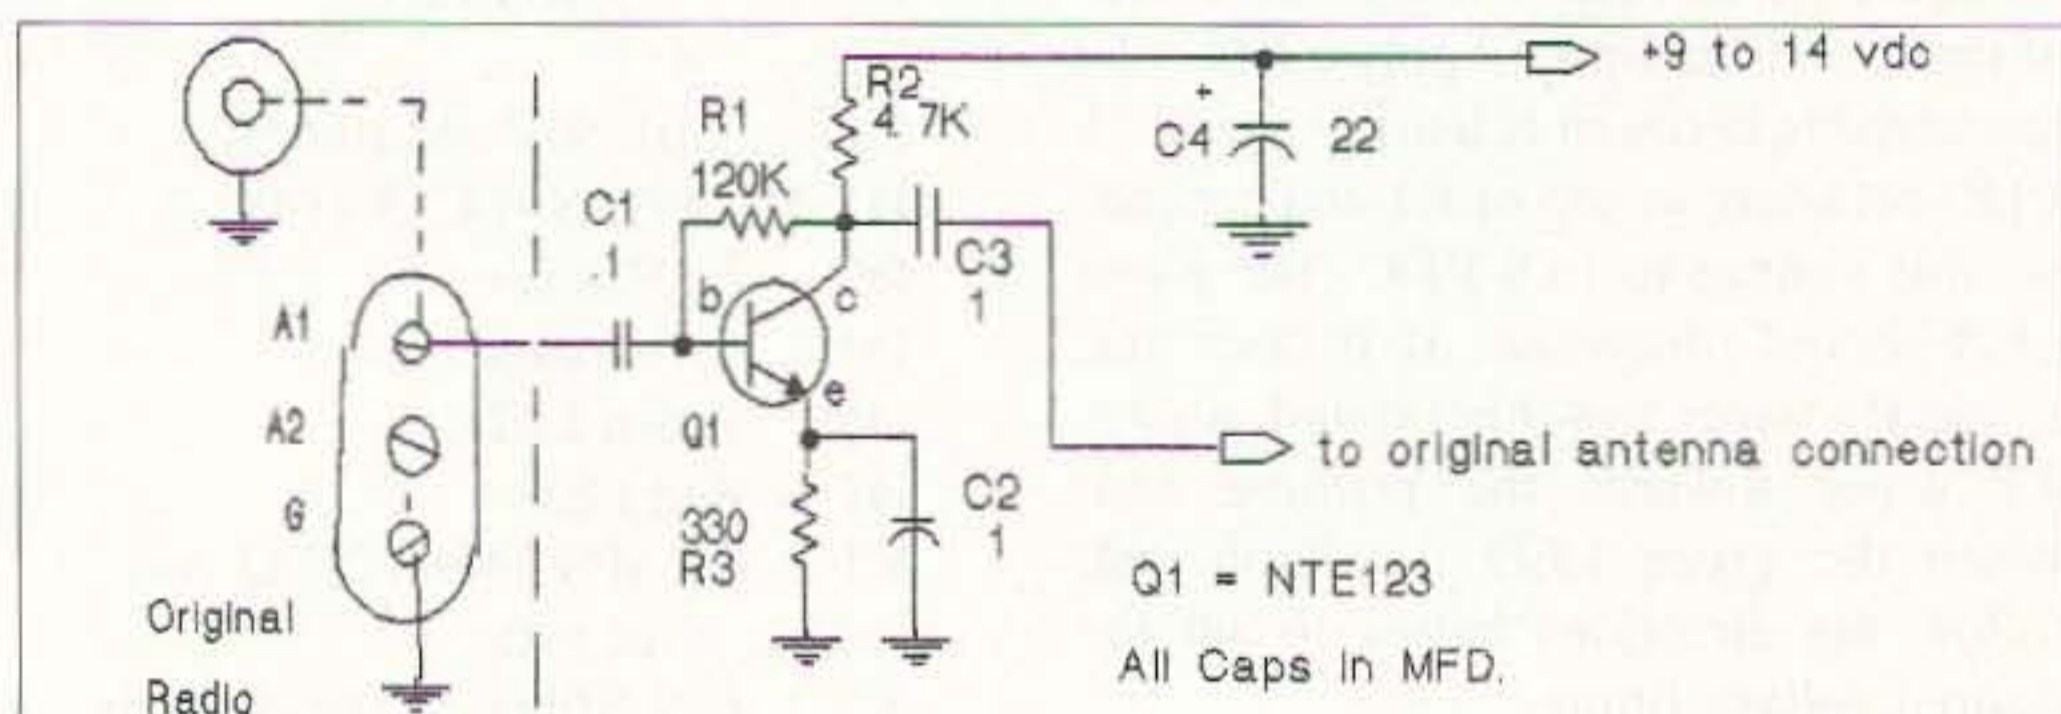 +9 to 14 vdc
R2
4.7K
R1
120K
C4
+
22
C1
.1
C3
1
b
c
e
A1
A2
G
Q1
to original antenna connection
330
R3
C2
1
Q1 = NTE123
All Caps in MFD.
Original
Radio